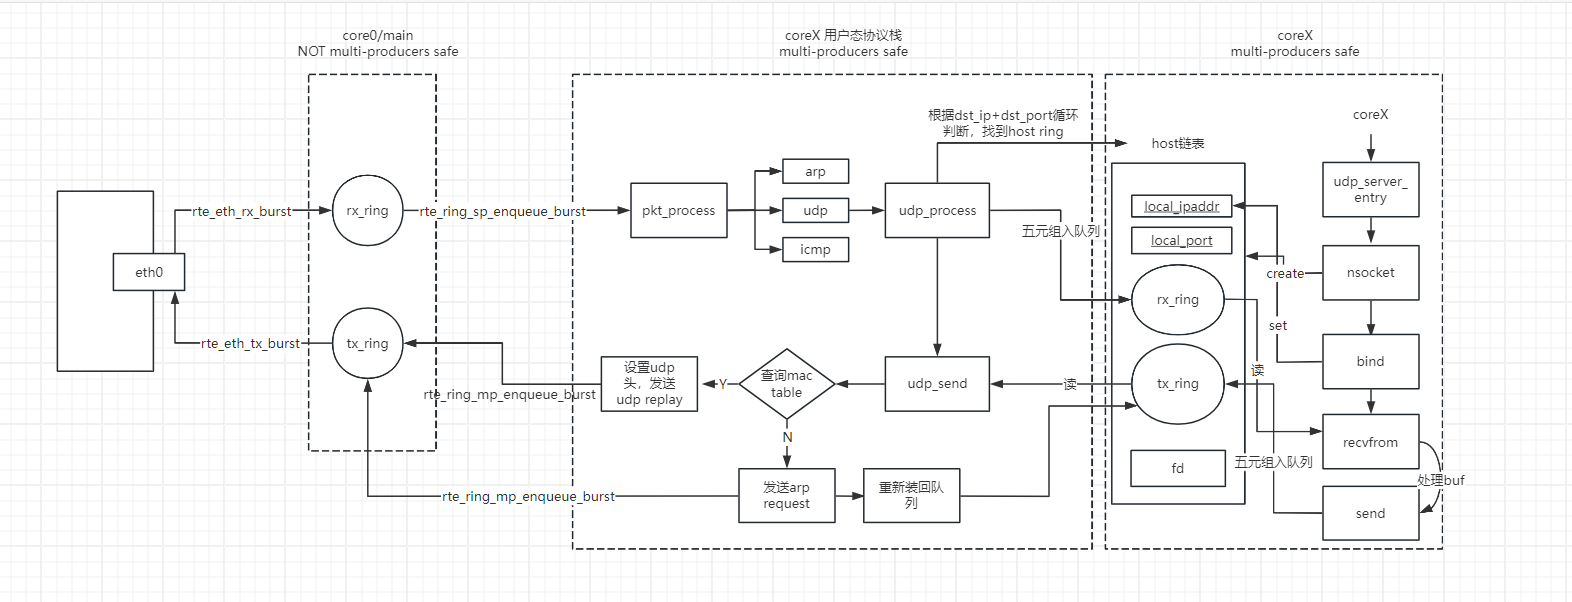 core0/main
NOT multi-producers safe
coreX 用户态协议栈
multi-producers safe
coreX
multi-producers safe
eth0
rte_eth_rx_burst
rte_eth_tx_burst
rx_ring
tx_ring
rte_ring_sp_enqueue_burst
rte_ring_mp_enqueue_burst
rte_ring_mp_enqueue_burst
pkt_process
arp
udp
icmp
udp_process
根据dst_ip+dst_port循环
判断，找到host ring
五元组入队列
设置udp
头，发送
udp replay
Y
查询mac
table
N
udp_send
发送arp
request
重新装回队
列
读
host链表
local_ipaddr
local_port
rx_ring
tx_ring
fd
create
set
读
五元组入队列
coreX
udp_server_
entry
nsocket
bind
recvfrom
处理buf
send